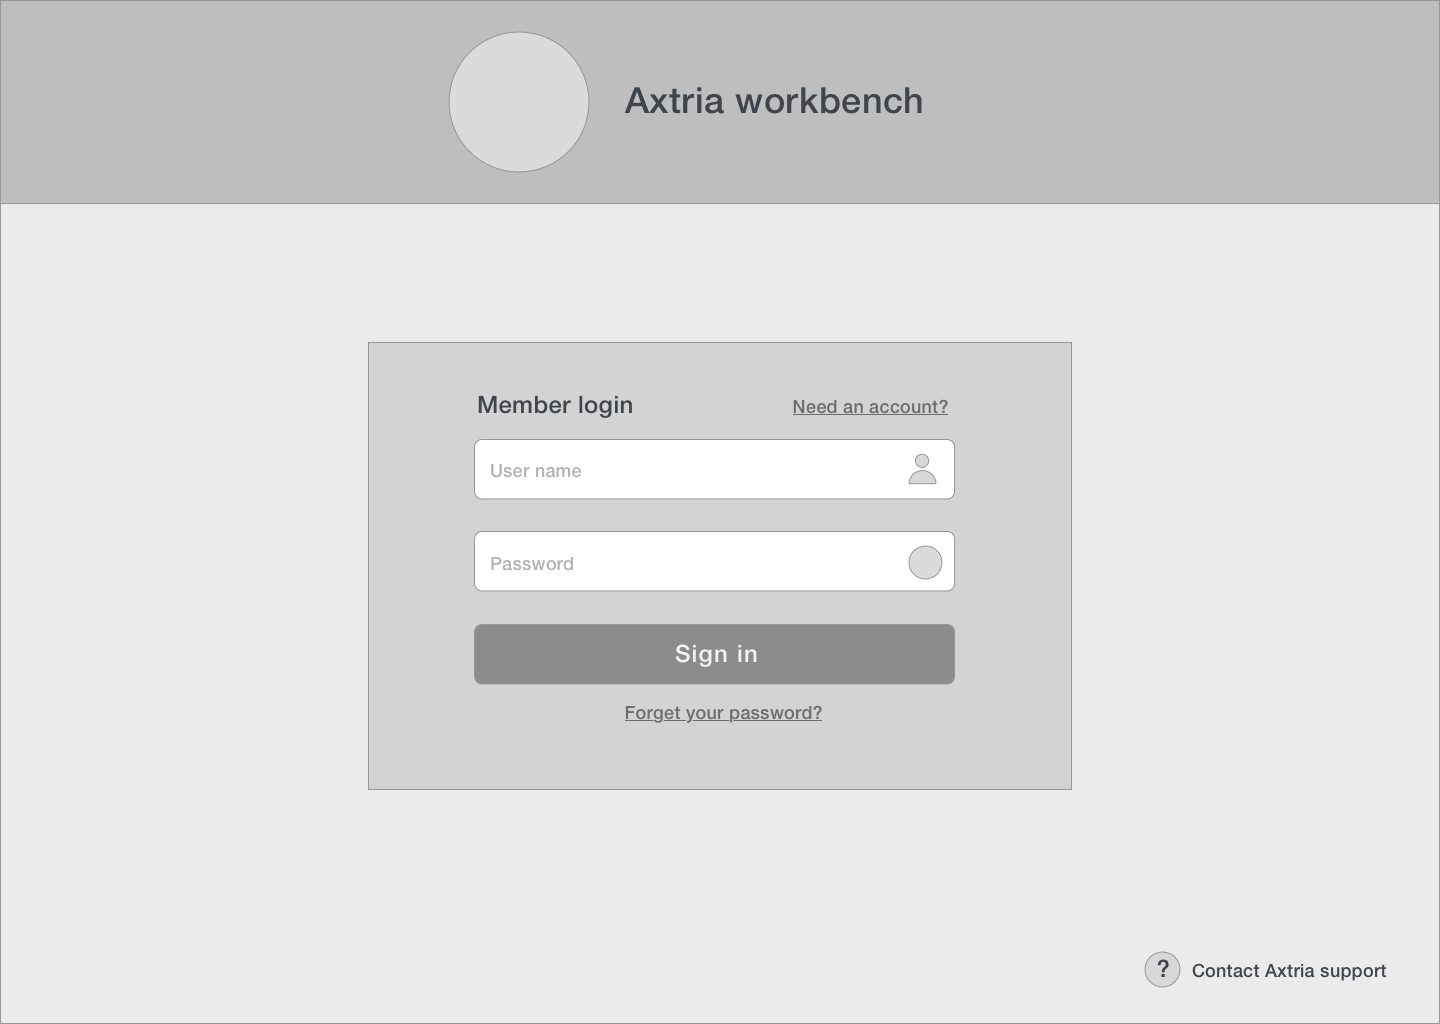 Axtria workbench
Member login
Need an account?
User name
Password
Sign in
Forget your password?
? Contact Axtria support